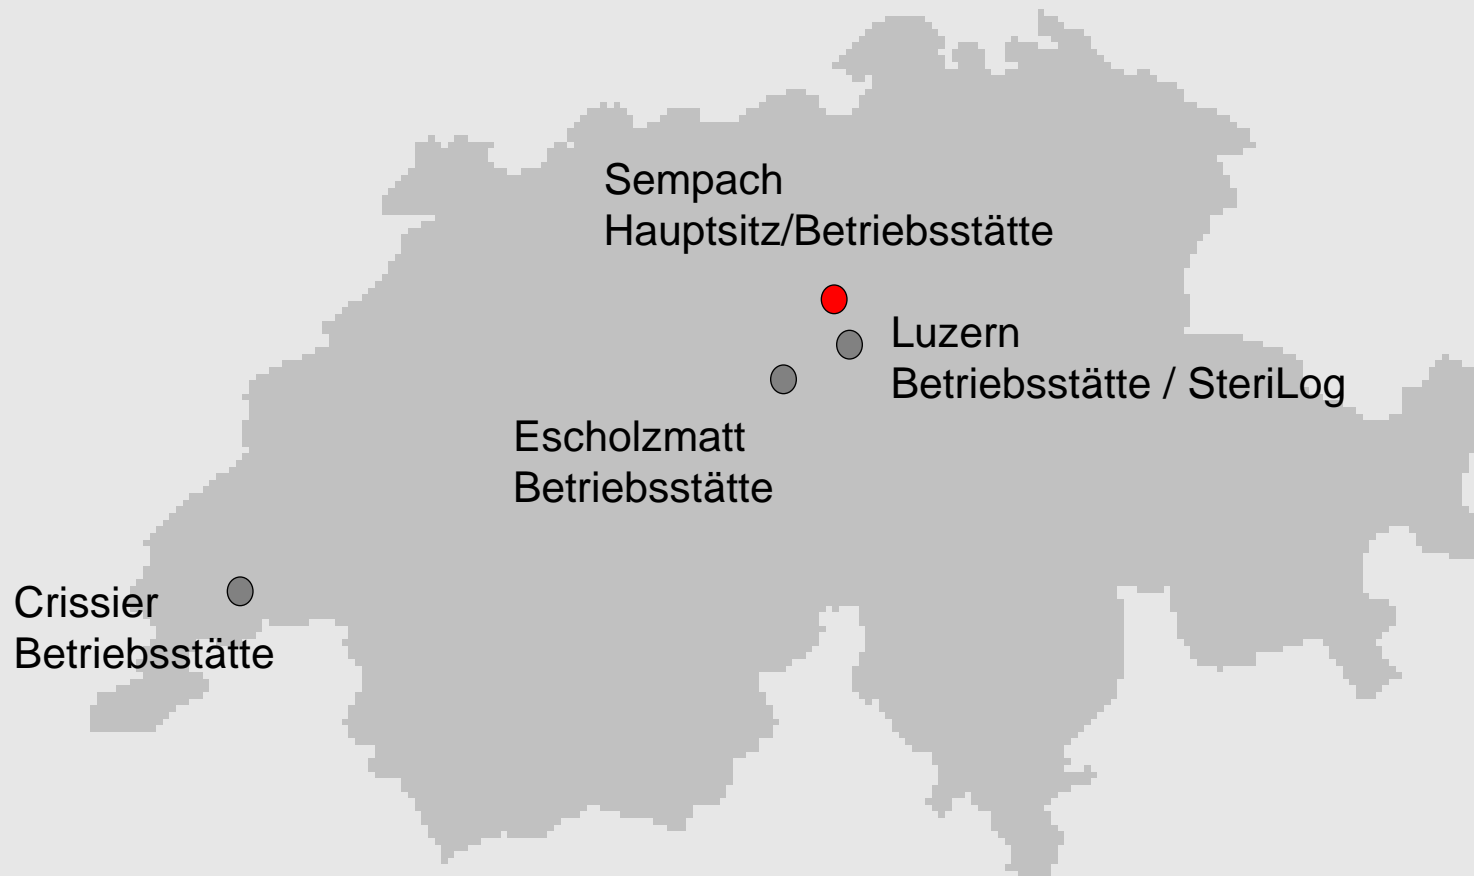 Sempach
Hauptsitz/Betriebsstätte
Luzern
Betriebsstätte / SteriLog
Escholzmatt
Betriebsstätte
Crissier
Betriebsstätte